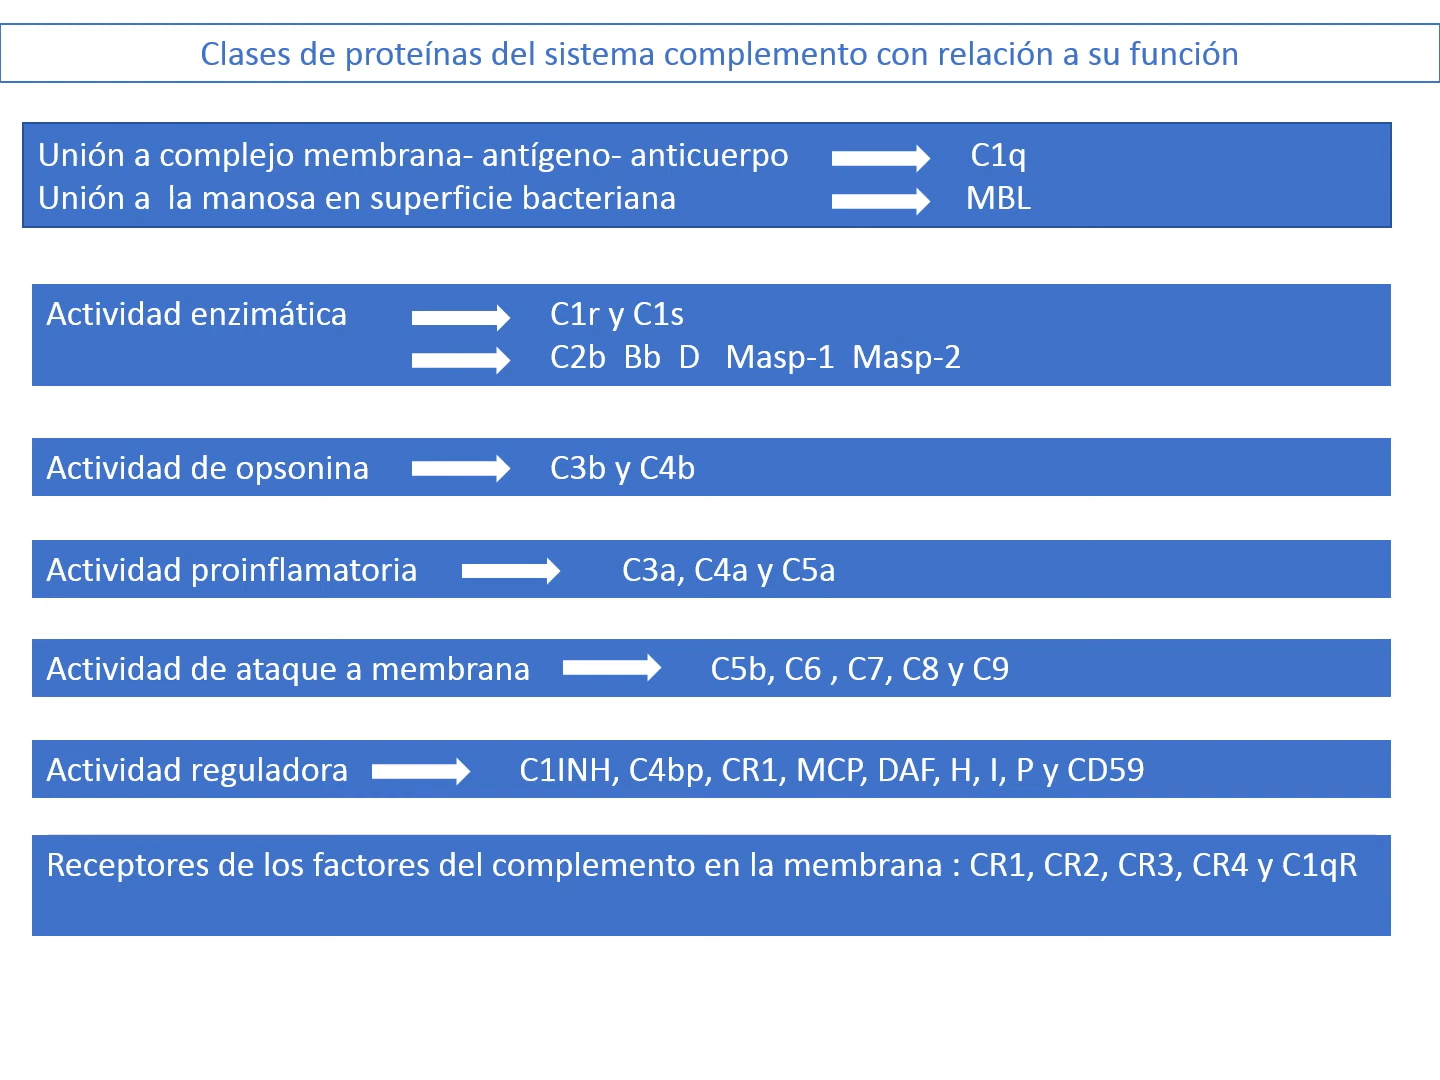 Clases de proteínas del sistema complemento con relación a su función
Unión a complejo membrana- antígeno- anticuerpo C1q
Unión a la manosa en superficie bacteriana MBL
Actividad enzimática C1r y C1s
C2b Bb D Masp-1 Masp-2
Actividad de opsonina C3b y C4b
Actividad proinflamatoria C3a, C4a y C5a
Actividad de ataque a membrana C5b, C6 , C7, C8 y C9
Actividad reguladora C1INH, C4bp, CR1, MCP, DAF, H, I, P y CD59
Receptores de los factores del complemento en la membrana : CR1, CR2, CR3, CR4 y C1qR